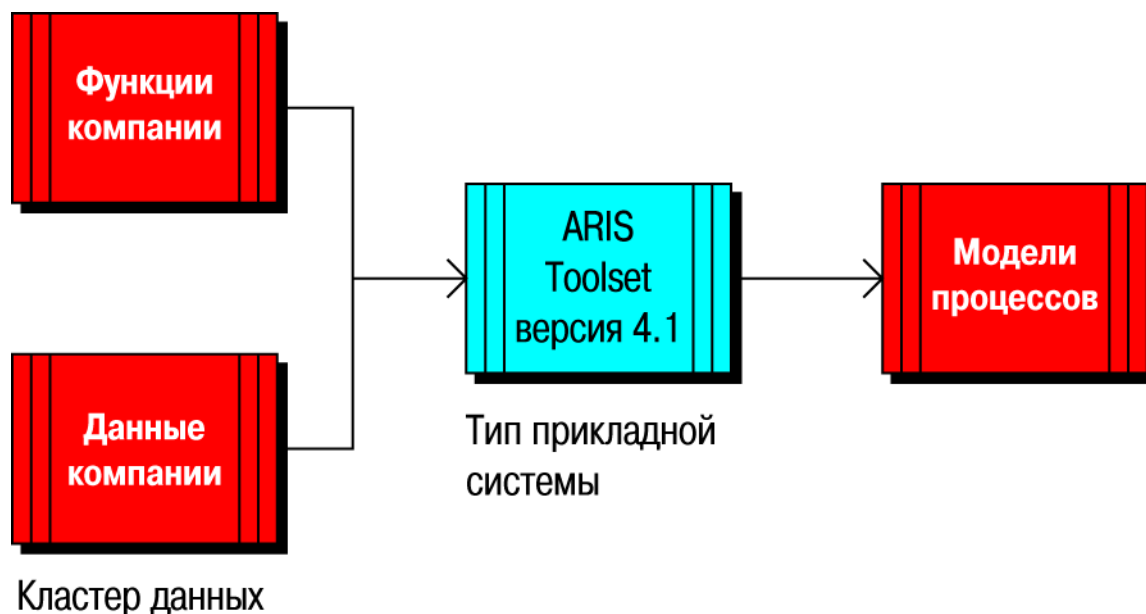 Функции
компании
ARIS
Toolset
версия 4.1
Модели
процессов
Данные
компании
Тип прикладной
системы
Кластер данных